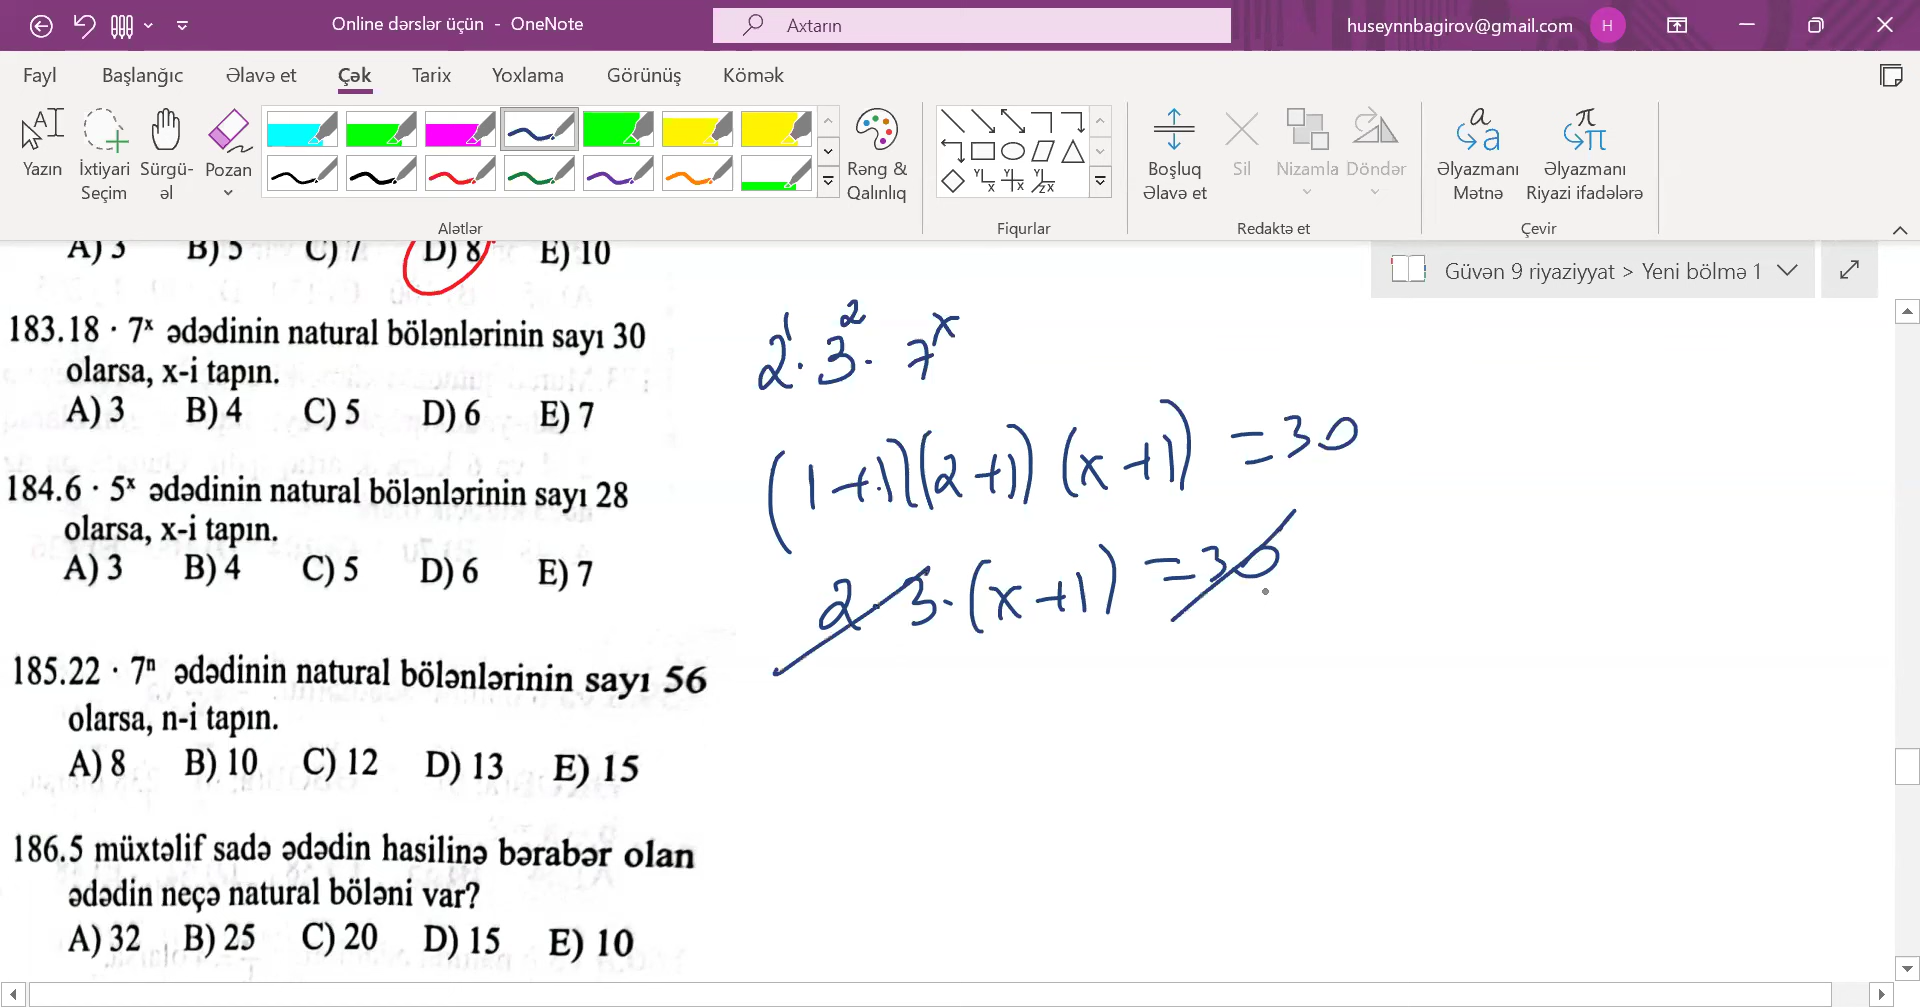 Online dərslər üçün - OneNote
Axtarın
huseynnbagirov@gmail.com
H
Fayl Başlanğıc Əlavə et Çək Tarix Yoxlama Görünüş Kömək
Yazın
İxtiyari Seçim
Sürgü-əl
Pozan
Rəng & Qalınlıq
Boşluq Əlavə et
Sil
Nizamla
Döndər
Əlyazmanı Mətnə
Əlyazmanı Riyazi ifadələrə
Alətlər
Fiqurlar
Redaktə et
Çevir
Güvən 9 riyaziyyat > Yeni bölmə 1
A) 3 B) 5 C) 7 D) 8 E) 10
183.18 · 7ˣ ədədinin natural bölənlərinin sayı 30
olarsa, x-i tapın.
A) 3 B) 4 C) 5 D) 6 E) 7
184.6 · 5ˣ ədədinin natural bölənlərinin sayı 28
olarsa, x-i tapın.
A) 3 B) 4 C) 5 D) 6 E) 7
185.22 · 7ⁿ ədədinin natural bölənlərinin sayı 56
olarsa, n-i tapın.
A) 8 B) 10 C) 12 D) 13 E) 15
186.5 müxtəlif sadə ədədin hasilinə bərabər olan
ədədin neçə natural böləni var?
A) 32 B) 25 C) 20 D) 15 E) 10
2¹ · 3² · 7ˣ
(1+1)(2+1)(x+1) = 30
2 · 3 · (x+1) = 30